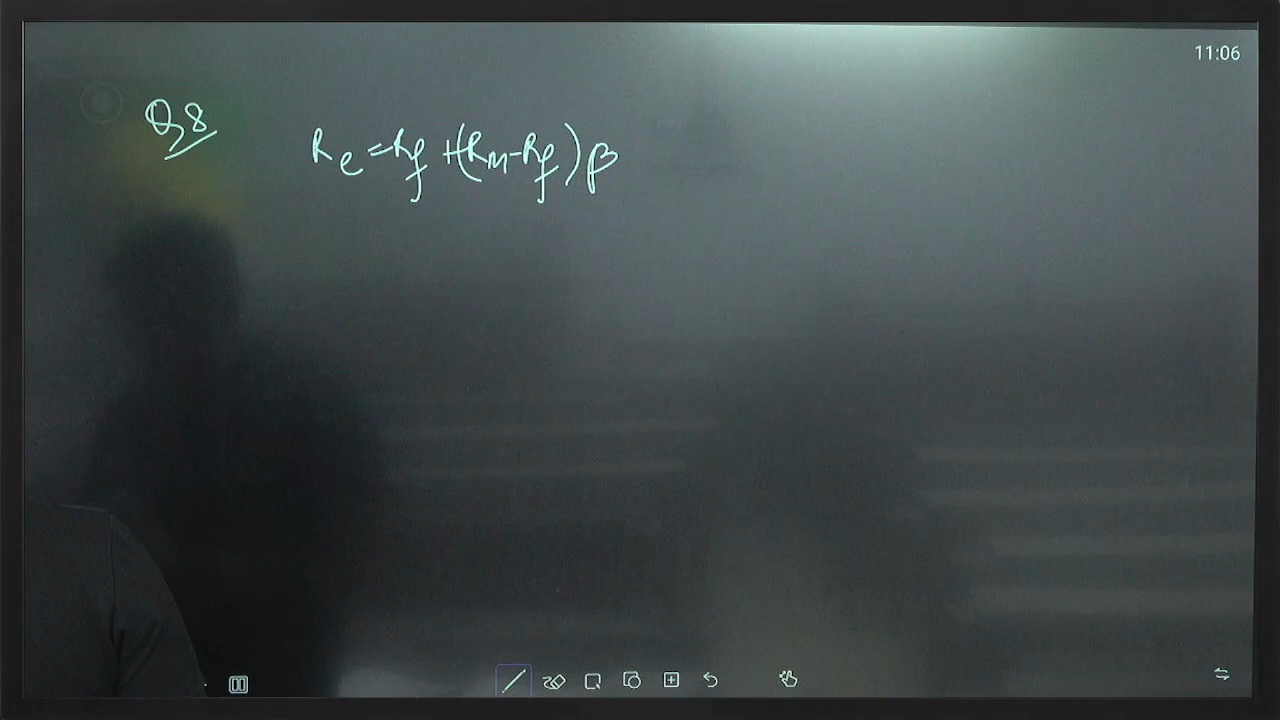 11:06
Q8
Re = Rf + (RM - Rf) β